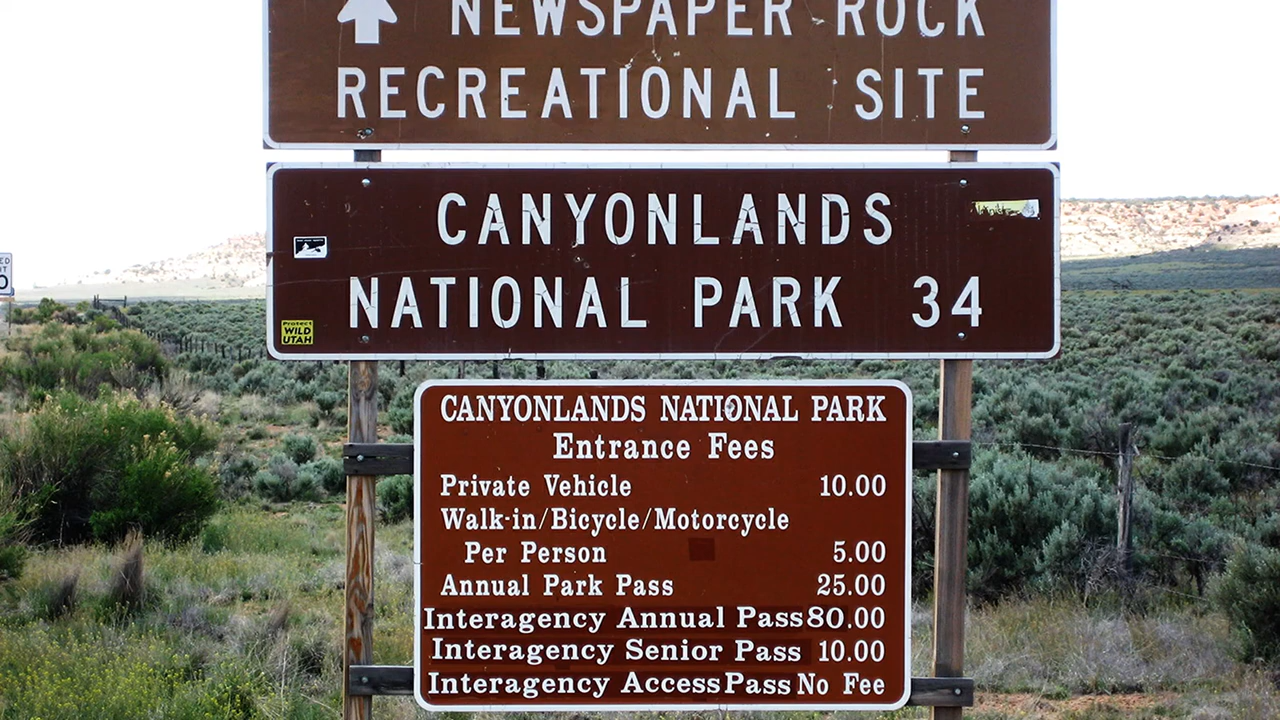 NEWSPAPER ROCK
RECREATIONAL SITE
CANYONLANDS
NATIONAL PARK 34
Protect
WILD
UTAH
CANYONLANDS NATIONAL PARK
Entrance Fees
Private Vehicle 10.00
Walk-in/Bicycle/Motorcycle
Per Person 5.00
Annual Park Pass 25.00
Interagency Annual Pass 80.00
Interagency Senior Pass 10.00
Interagency Access Pass No Fee